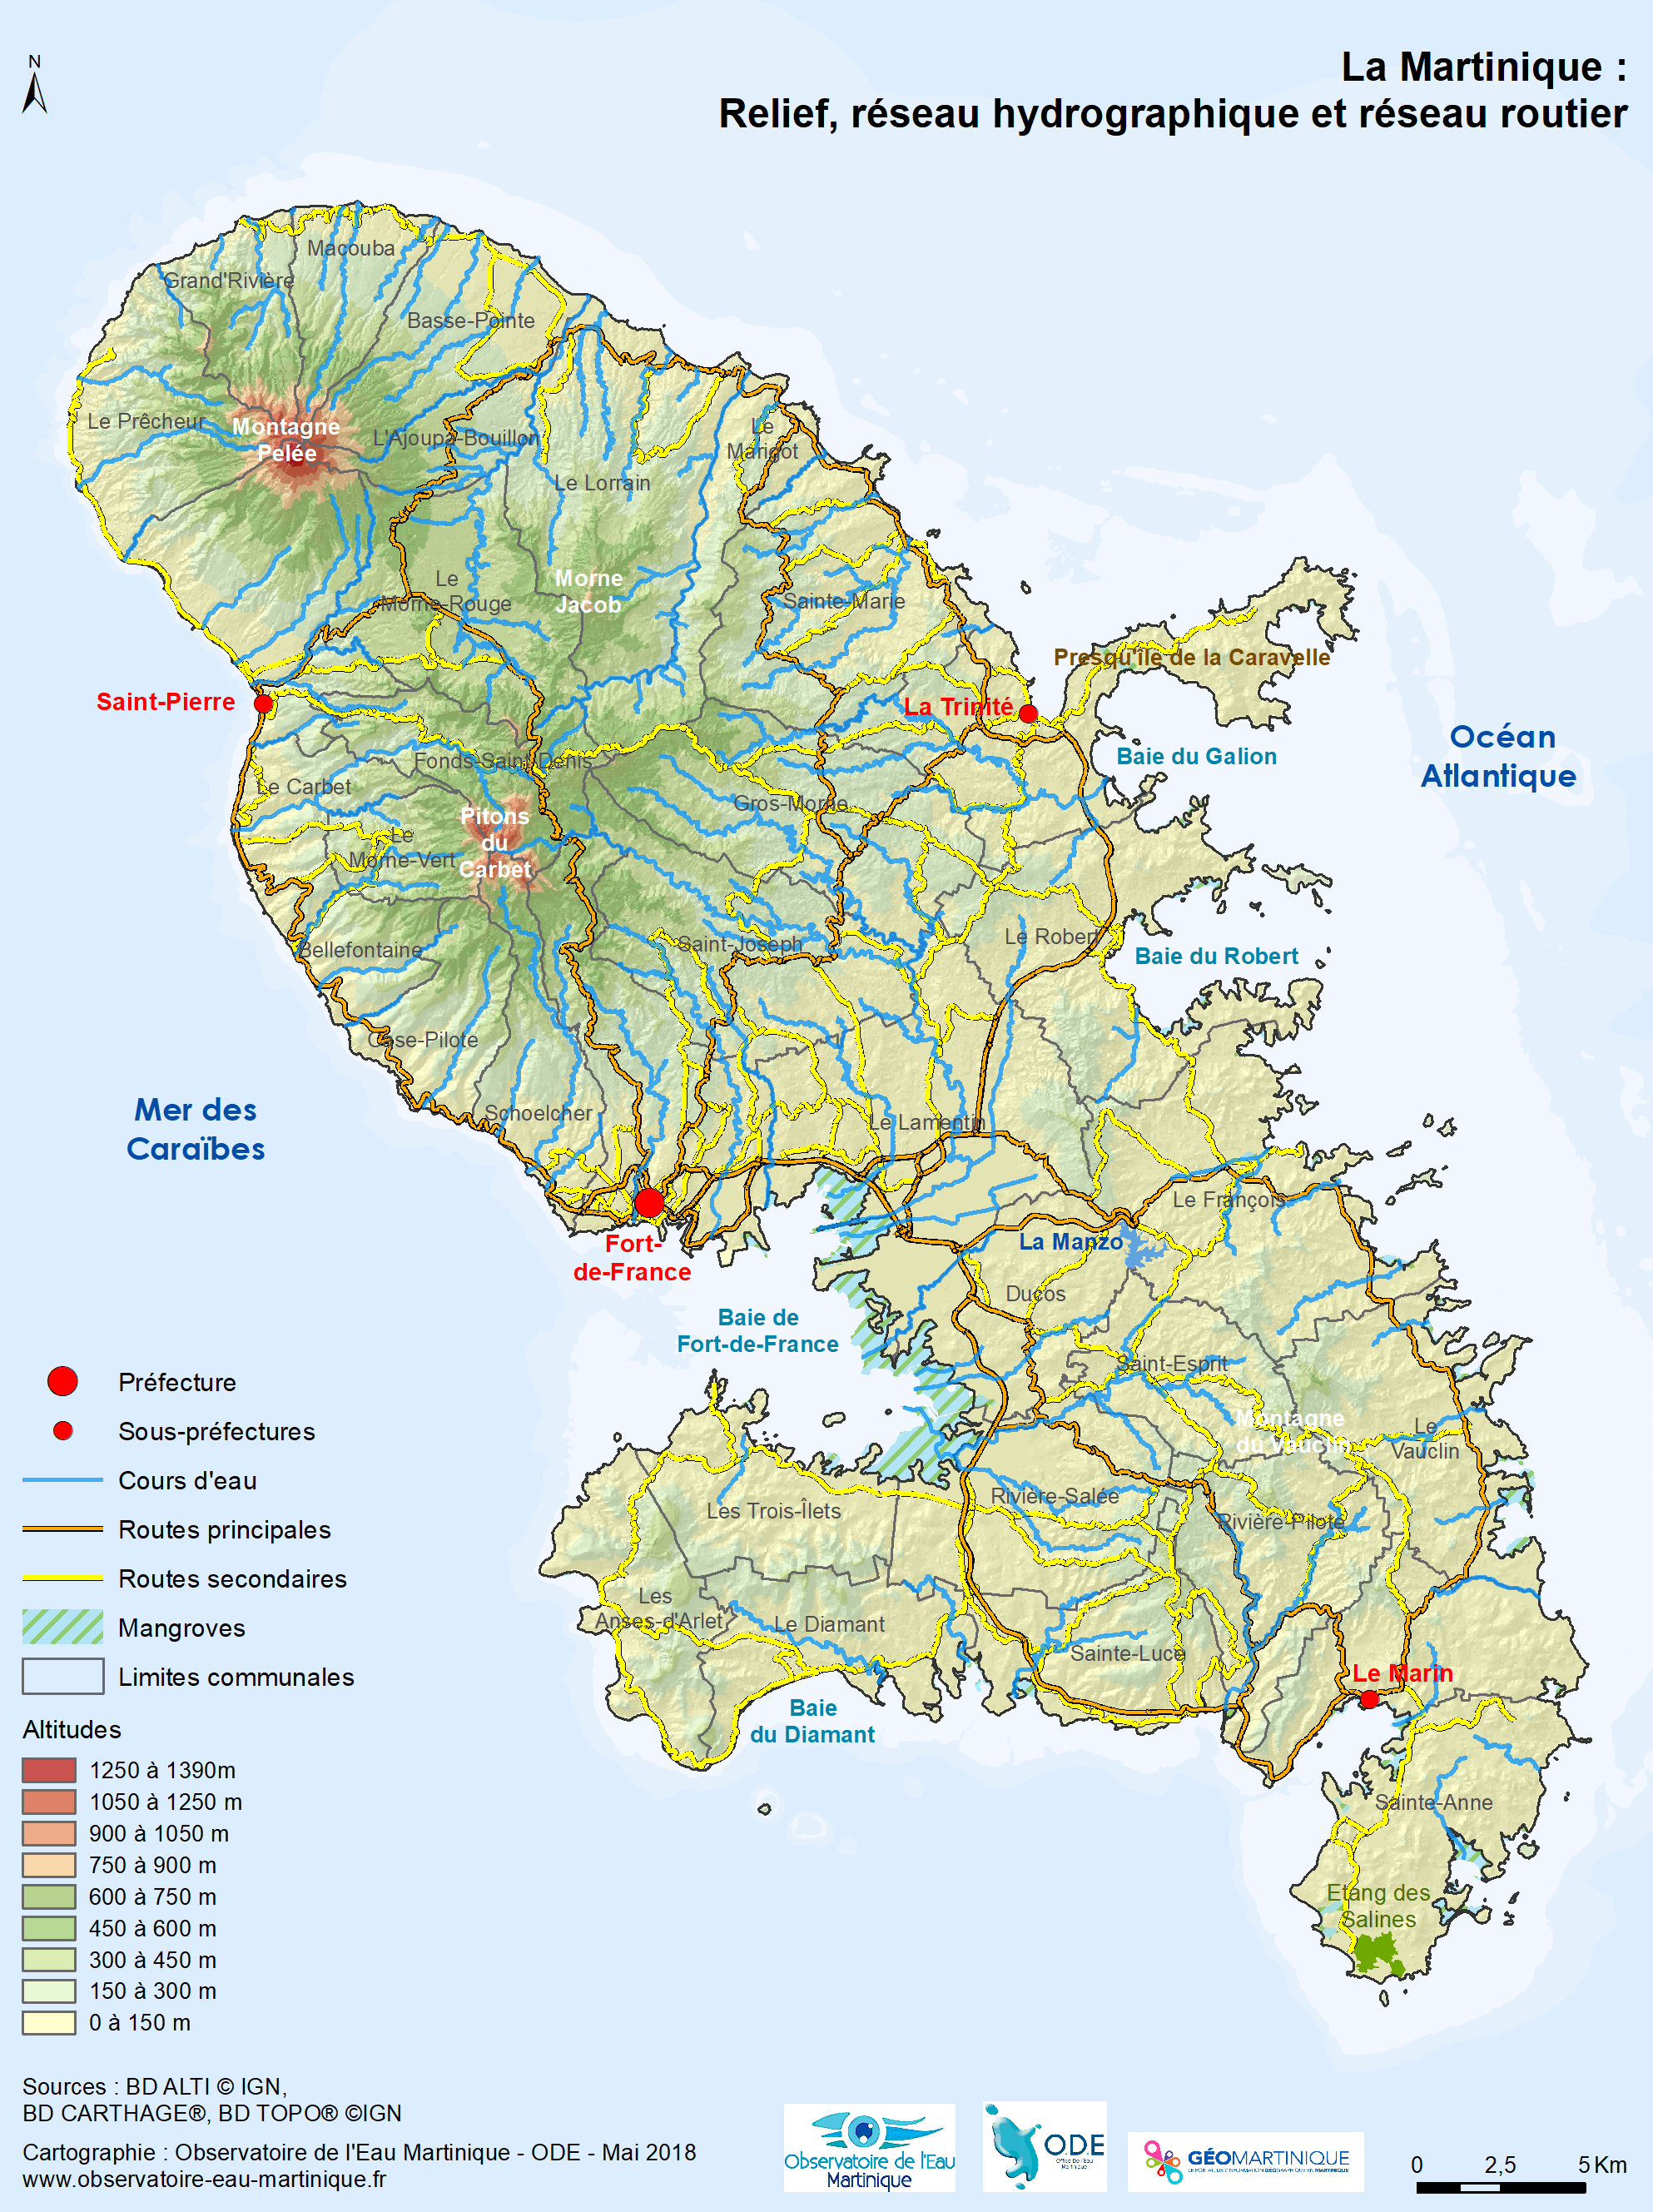 La Martinique :
Relief, réseau hydrographique et réseau routier
N
Macouba
Grand'Rivière
Basse-Pointe
Le Prêcheur
Montagne
Pelée
L'Ajoupa-Bouillon
Le
Marigot
Le Lorrain
Le
Morne-Rouge
Morne
Jacob
Sainte-Marie
Presqu'île de la Caravelle
Saint-Pierre
La Trinité
Océan
Atlantique
Baie du Galion
Fonds-Saint-Denis
Le Carbet
Gros-Morne
Pitons
du
Carbet
Le
Morne-Vert
Bellefontaine
Saint-Joseph
Le Robert
Baie du Robert
Case-Pilote
Mer des
Caraïbes
Schoelcher
Le Lamentin
Le François
Fort-
de-France
La Manzo
Ducos
Baie de
Fort-de-France
Saint-Esprit
Montagne
du Vauclin
Le
Vauclin
Les Trois-Îlets
Rivière-Salée
Rivière-Pilote
Les
Anses-d'Arlet
Le Diamant
Sainte-Luce
Le Marin
Baie
du Diamant
Sainte-Anne
Etang des
Salines
Préfecture
Sous-préfectures
Cours d'eau
Routes principales
Routes secondaires
Mangroves
Limites communales
Altitudes
1250 à 1390m
1050 à 1250 m
900 à 1050 m
750 à 900 m
600 à 750 m
450 à 600 m
300 à 450 m
150 à 300 m
0 à 150 m
Sources : BD ALTI © IGN,
BD CARTHAGE®, BD TOPO® ©IGN
Cartographie : Observatoire de l'Eau Martinique - ODE - Mai 2018
www.observatoire-eau-martinique.fr
Observatoire de l'Eau
Martinique
O.D.E
Office De l'Eau
Martinique
GÉOMARTINIQUE
0 2,5 5 Km